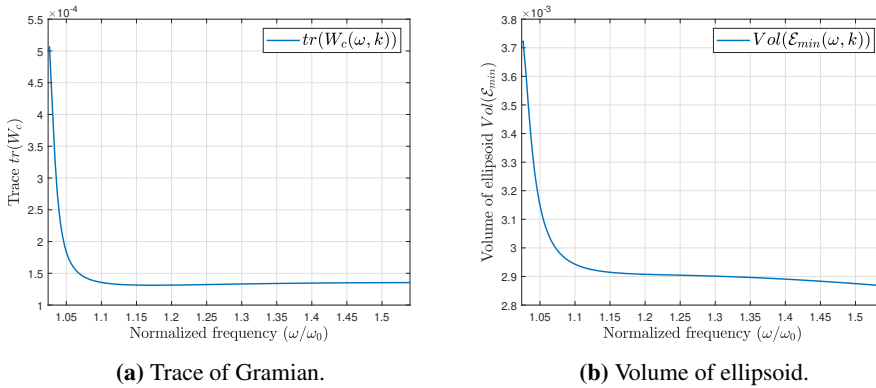 ×10⁻⁴
5.5
5
4.5
4
3.5
3
2.5
2
1.5
1
Trace tr(W_c)
tr(W_c(ω, k))
1.05 1.1 1.15 1.2 1.25 1.3 1.35 1.4 1.45 1.5
Normalized frequency (ω/ω₀)
(a) Trace of Gramian.
×10⁻³
3.8
3.7
3.6
3.5
3.4
3.3
3.2
3.1
3
2.9
2.8
Volume of ellipsoid Vol(ℰ_min)
Vol(ℰ_min(ω, k))
1.05 1.1 1.15 1.2 1.25 1.3 1.35 1.4 1.45 1.5
Normalized frequency (ω/ω₀)
(b) Volume of ellipsoid.